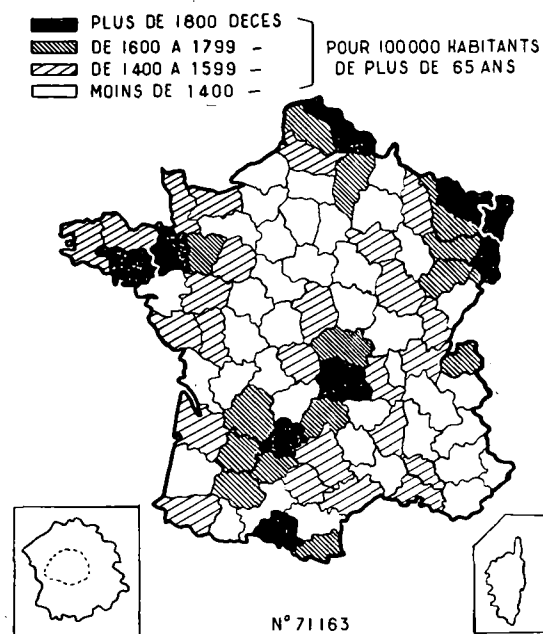 PLUS DE 1800 DECES
DE 1600 A 1799 -
DE 1400 A 1599 -
MOINS DE 1400 -
POUR 100000 HABITANTS
DE PLUS DE 65 ANS
N° 71163